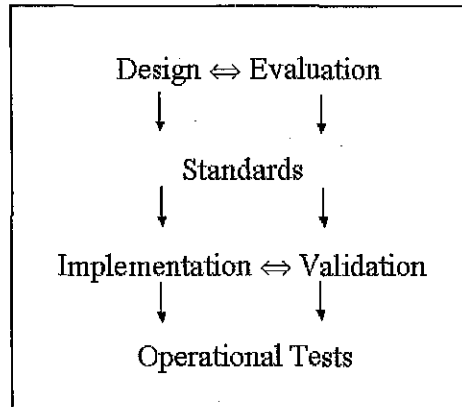 Design ⇔ Evaluation
Standards
Implementation ⇔ Validation
Operational Tests